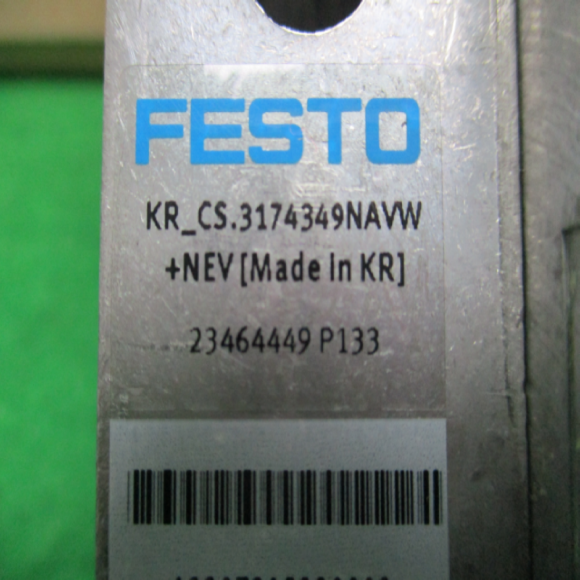 FESTO
KR_CS.3174349NAVW
+NEV [Made in KR]
23464449 P133